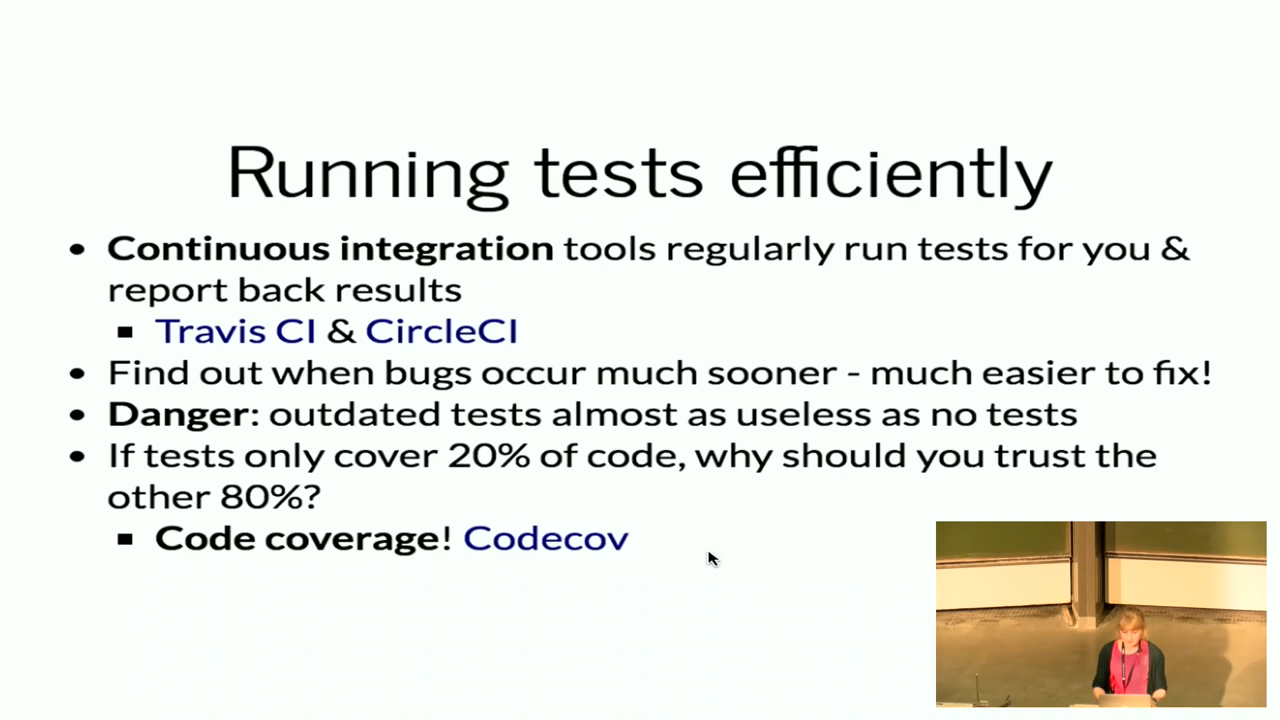 Running tests efficiently
• Continuous integration tools regularly run tests for you &
report back results
▪ Travis CI & CircleCI
• Find out when bugs occur much sooner - much easier to fix!
• Danger: outdated tests almost as useless as no tests
• If tests only cover 20% of code, why should you trust the
other 80%?
▪ Code coverage! Codecov